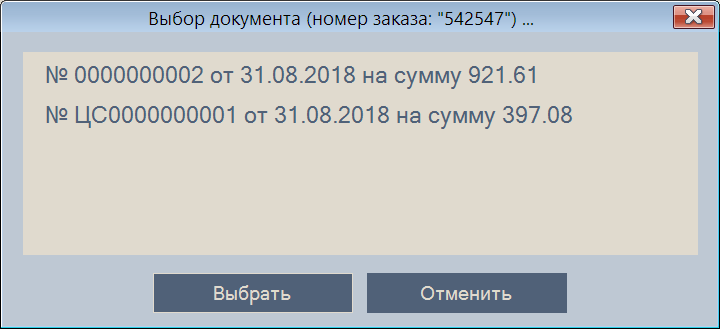 Выбор документа (номер заказа: "542547") ...
№ 0000000002 от 31.08.2018 на сумму 921.61
№ ЦС0000000001 от 31.08.2018 на сумму 397.08
Выбрать
Отменить